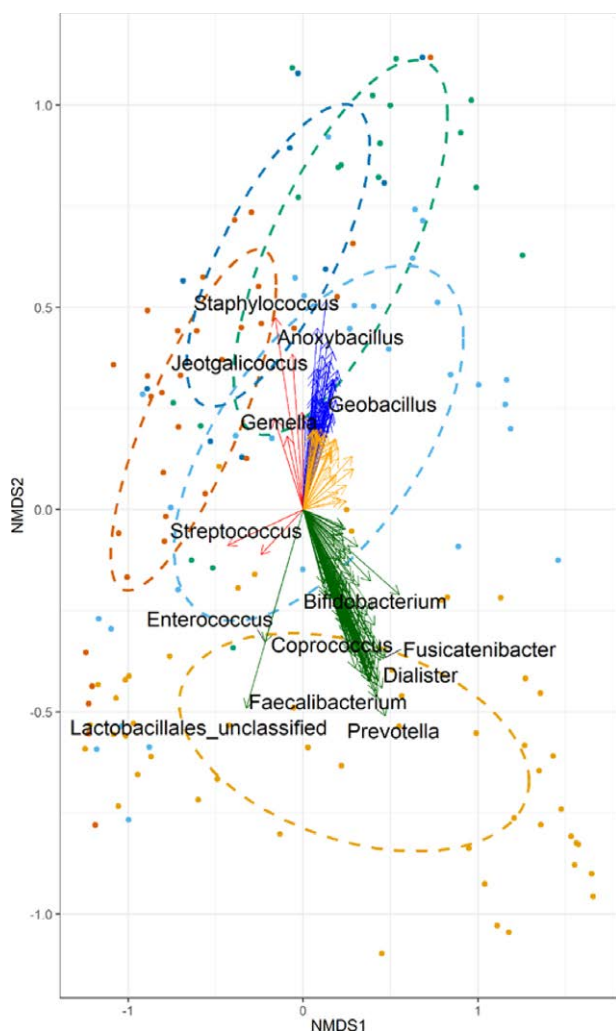 1.0
0.5
0.0
-0.5
-1.0
NMDS2
Staphylococcus
Anoxybacillus
Jeotgalicoccus
Geobacillus
Gemella
Streptococcus
Bifidobacterium
Enterococcus
Coprococcus
Fusicatenibacter
Dialister
Faecalibacterium
Lactobacillales_unclassified
Prevotella
-1
0
1
NMDS1